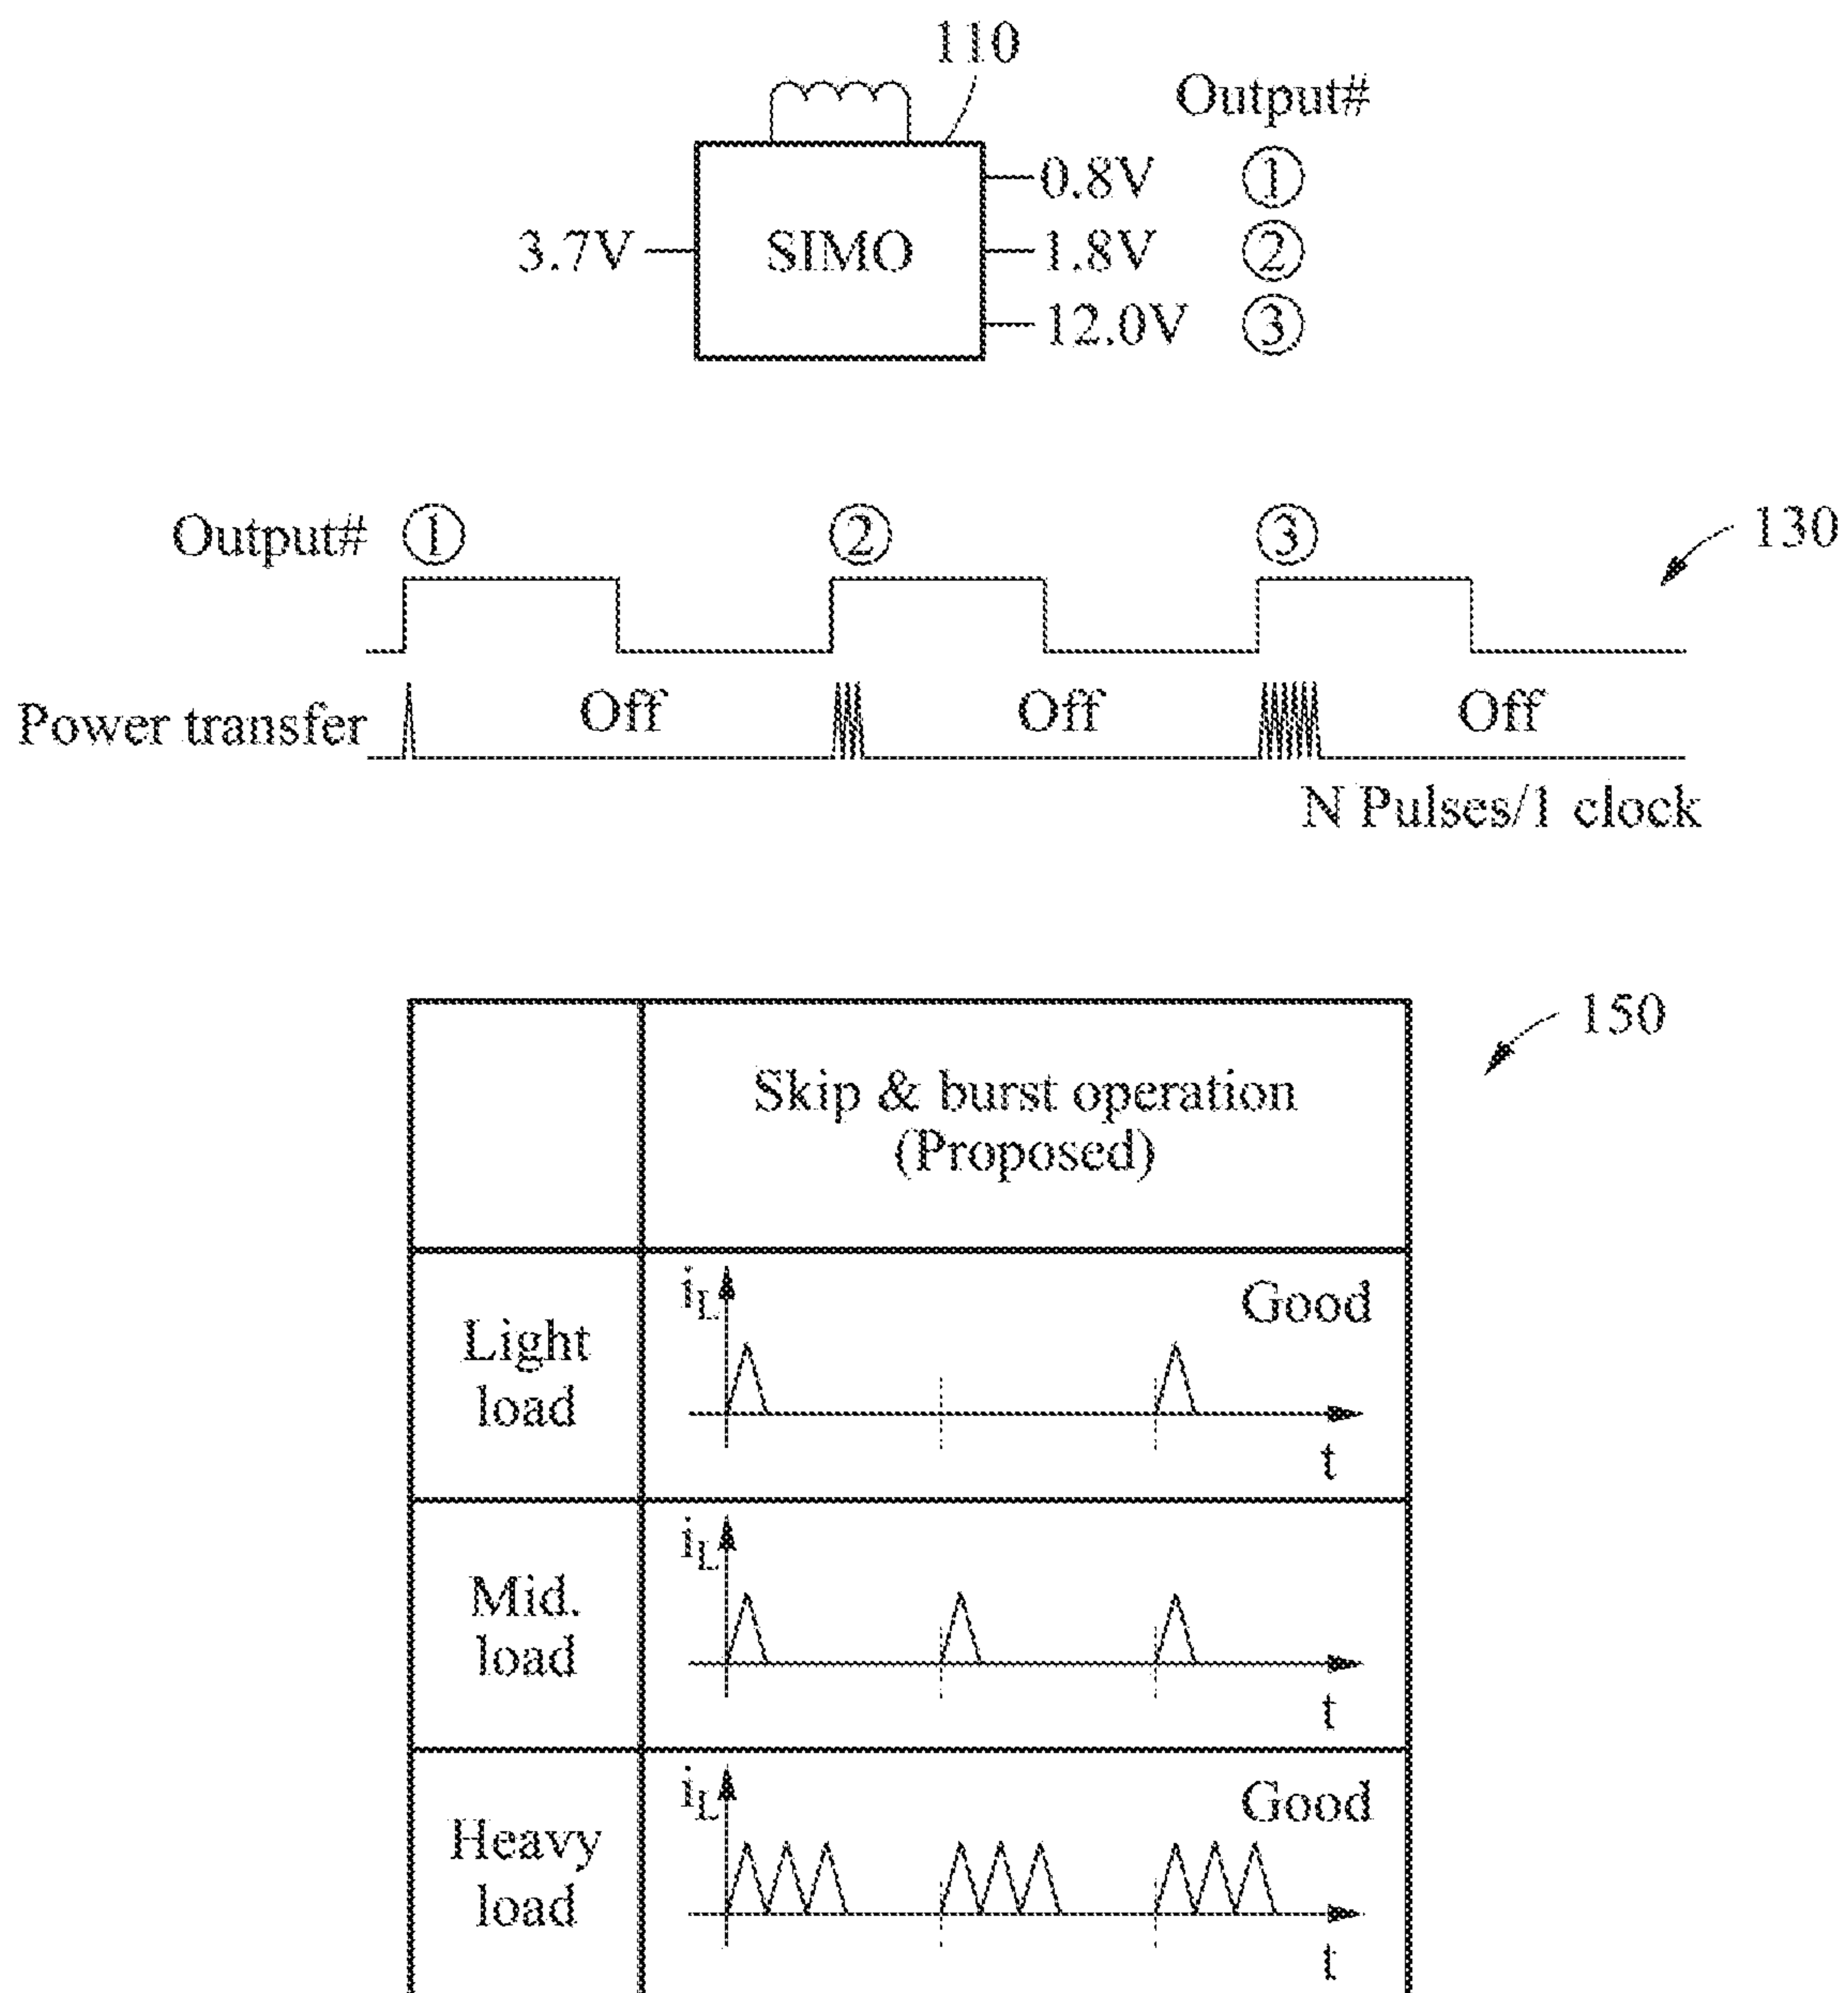 110
Output#
0.8V ①
3.7V SIMO 1.8V ②
12.0V ③
Output# ① ② ③ 130
Power transfer Off Off Off
N Pulses/1 clock
150
Skip & burst operation
(Proposed)
Light
load
iL Good
t
Mid.
load
iL
t
Heavy
load
iL Good
t